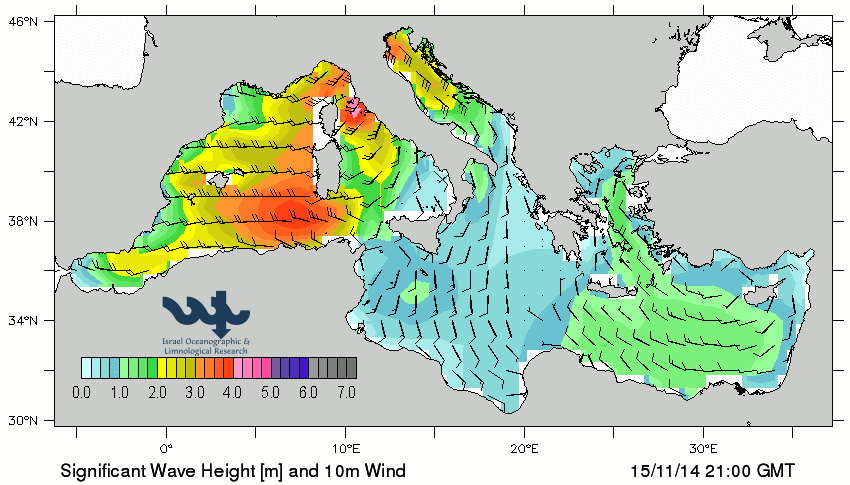 46°N
42°N
38°N
34°N
30°N
Israel Oceanographic &
Limnological Research
0.0 1.0 2.0 3.0 4.0 5.0 6.0 7.0
0° 10°E 20°E 30°E
Significant Wave Height [m] and 10m Wind 15/11/14 21:00 GMT